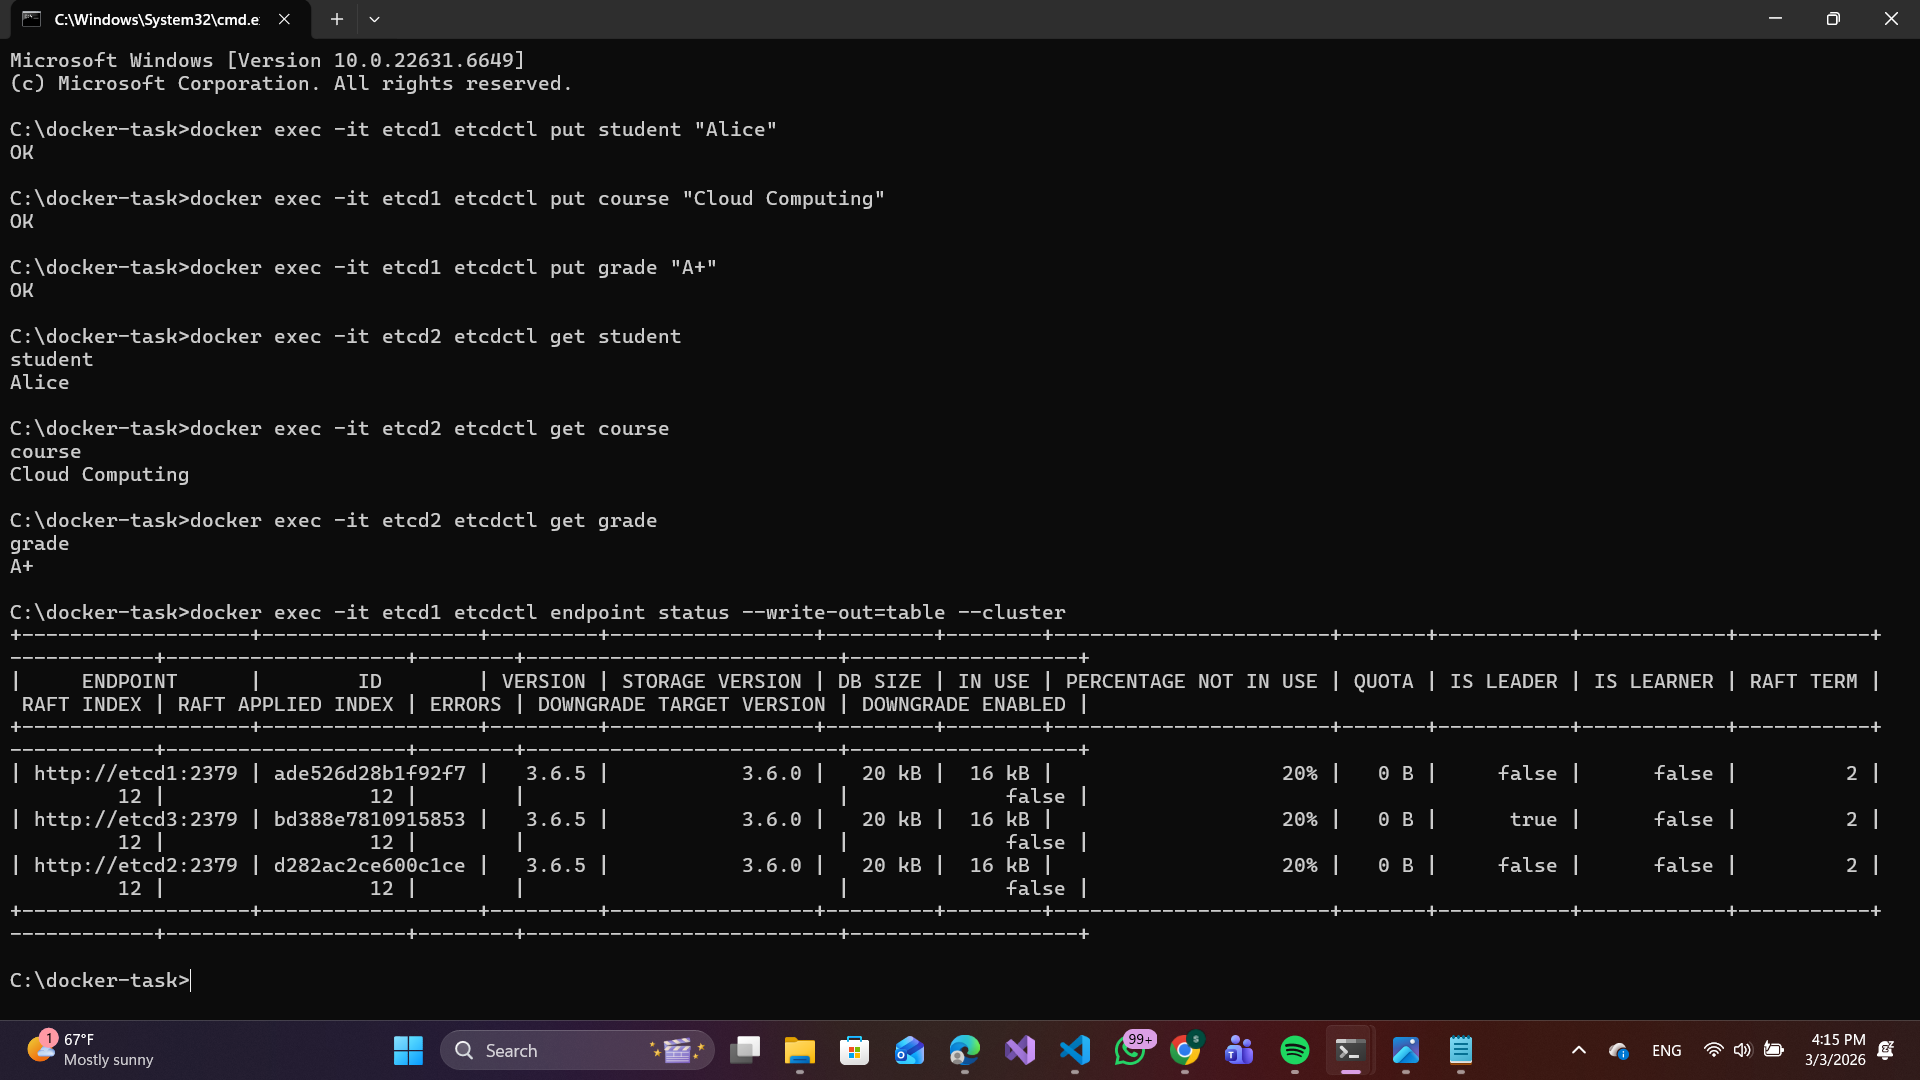 C:\Windows\System32\cmd.e
Microsoft Windows [Version 10.0.22631.6649]
(c) Microsoft Corporation. All rights reserved.
C:\docker-task>docker exec -it etcd1 etcdctl put student "Alice"
OK
C:\docker-task>docker exec -it etcd1 etcdctl put course "Cloud Computing"
OK
C:\docker-task>docker exec -it etcd1 etcdctl put grade "A+"
OK
C:\docker-task>docker exec -it etcd2 etcdctl get student
student
Alice
C:\docker-task>docker exec -it etcd2 etcdctl get course
course
Cloud Computing
C:\docker-task>docker exec -it etcd2 etcdctl get grade
grade
A+
C:\docker-task>docker exec -it etcd1 etcdctl endpoint status --write-out=table --cluster
+-------------------+------------------+---------+-----------------+---------+--------+-----------------------+-------+-----------+------------+-----------+
------------+--------------------+--------+--------------------------+-------------------+
| ENDPOINT | ID | VERSION | STORAGE VERSION | DB SIZE | IN USE | PERCENTAGE NOT IN USE | QUOTA | IS LEADER | IS LEARNER | RAFT TERM |
RAFT INDEX | RAFT APPLIED INDEX | ERRORS | DOWNGRADE TARGET VERSION | DOWNGRADE ENABLED |
+-------------------+------------------+---------+-----------------+---------+--------+-----------------------+-------+-----------+------------+-----------+
------------+--------------------+--------+--------------------------+-------------------+
| http://etcd1:2379 | ade526d28b1f92f7 | 3.6.5 | 3.6.0 | 20 kB | 16 kB | 20% | 0 B | false | false | 2 |
12 | 12 | | | false |
| http://etcd3:2379 | bd388e7810915853 | 3.6.5 | 3.6.0 | 20 kB | 16 kB | 20% | 0 B | true | false | 2 |
12 | 12 | | | false |
| http://etcd2:2379 | d282ac2ce600c1ce | 3.6.5 | 3.6.0 | 20 kB | 16 kB | 20% | 0 B | false | false | 2 |
12 | 12 | | | false |
+-------------------+------------------+---------+-----------------+---------+--------+-----------------------+-------+-----------+------------+-----------+
------------+--------------------+--------+--------------------------+-------------------+
C:\docker-task>
1
67°F
Mostly sunny
Search
99+
ENG
4:15 PM
3/3/2026